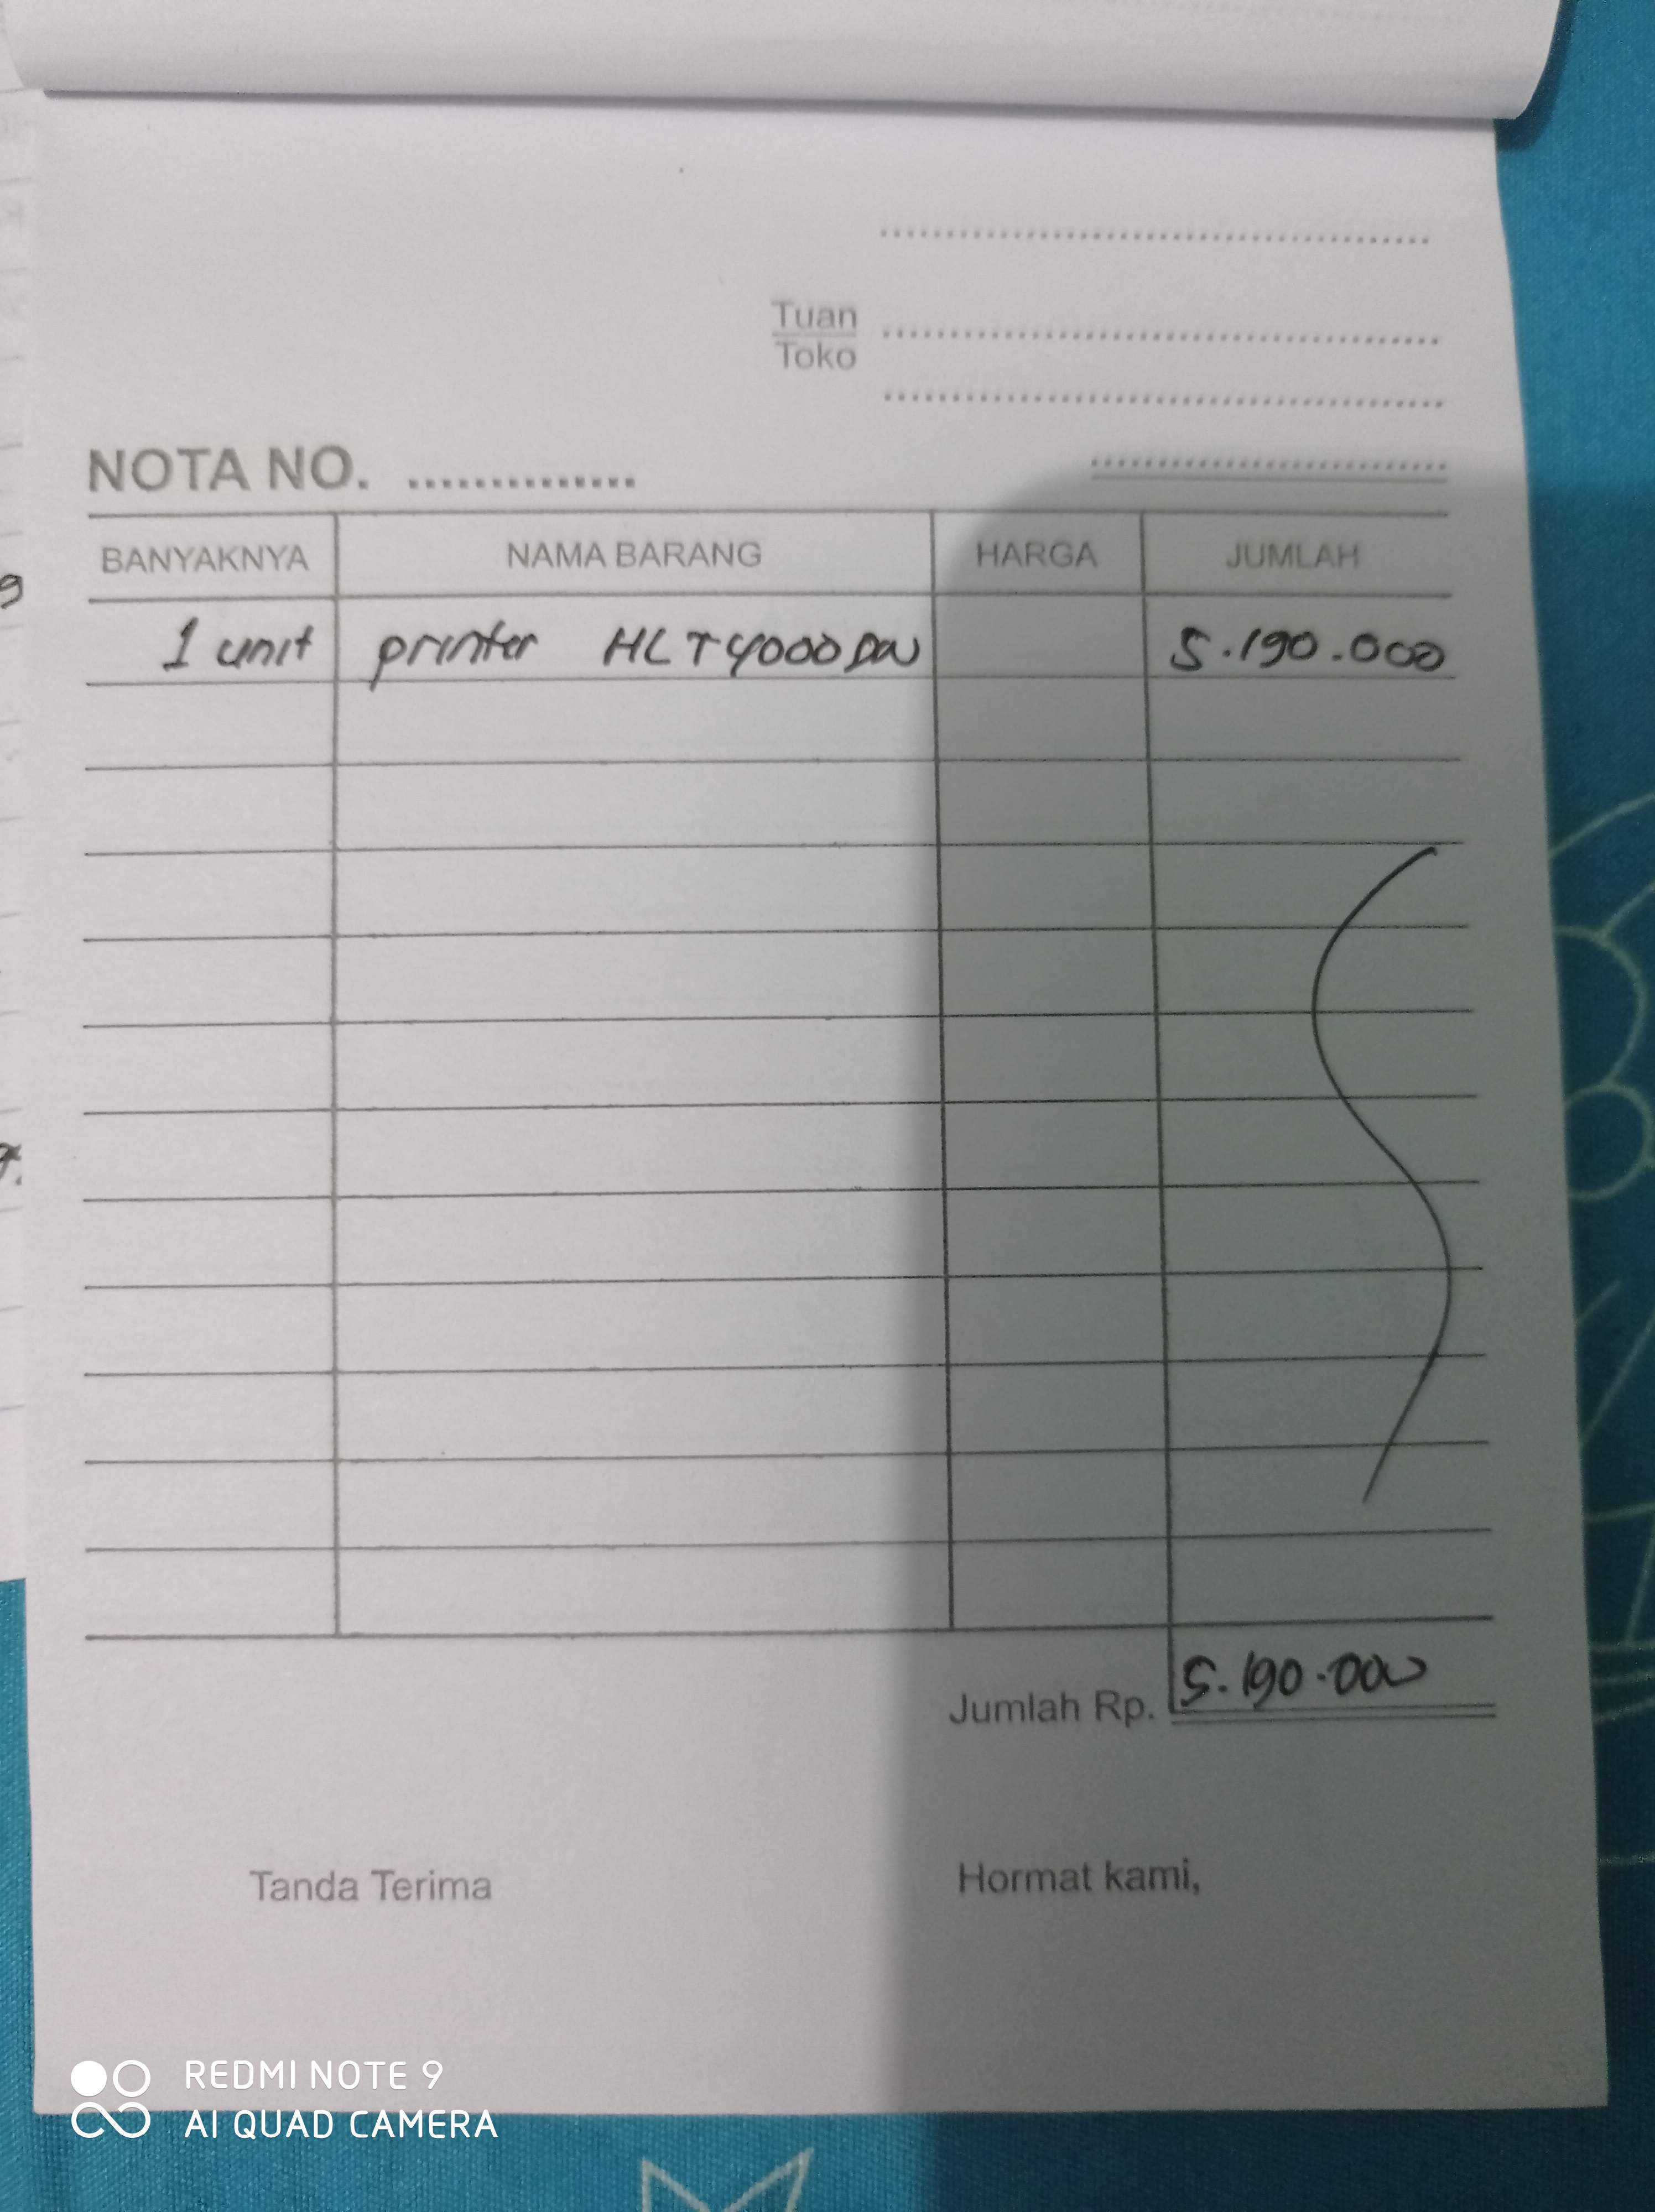 Tuan
Toko
NOTA NO.
BANYAKNYA NAMA BARANG HARGA JUMLAH
1 unit printer HLT4000DW 5.190.000
Jumlah Rp. 5.190.000
Tanda Terima Hormat kami,
REDMI NOTE 9
AI QUAD CAMERA